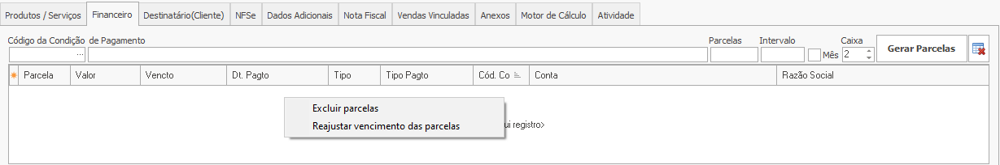 Produtos / Serviços Financeiro Destinatário(Cliente) NFSe Dados Adicionais Nota Fiscal Vendas Vinculadas Anexos Motor de Cálculo Atividade
Código da Condição de Pagamento Parcelas Intervalo Caixa
... Mês 2 Gerar Parcelas
Parcela Valor Vencto Dt. Pagto Tipo Tipo Pagto Cód. Co Conta Razão Social
Excluir parcelas
Reajustar vencimento das parcelas
ui registro>